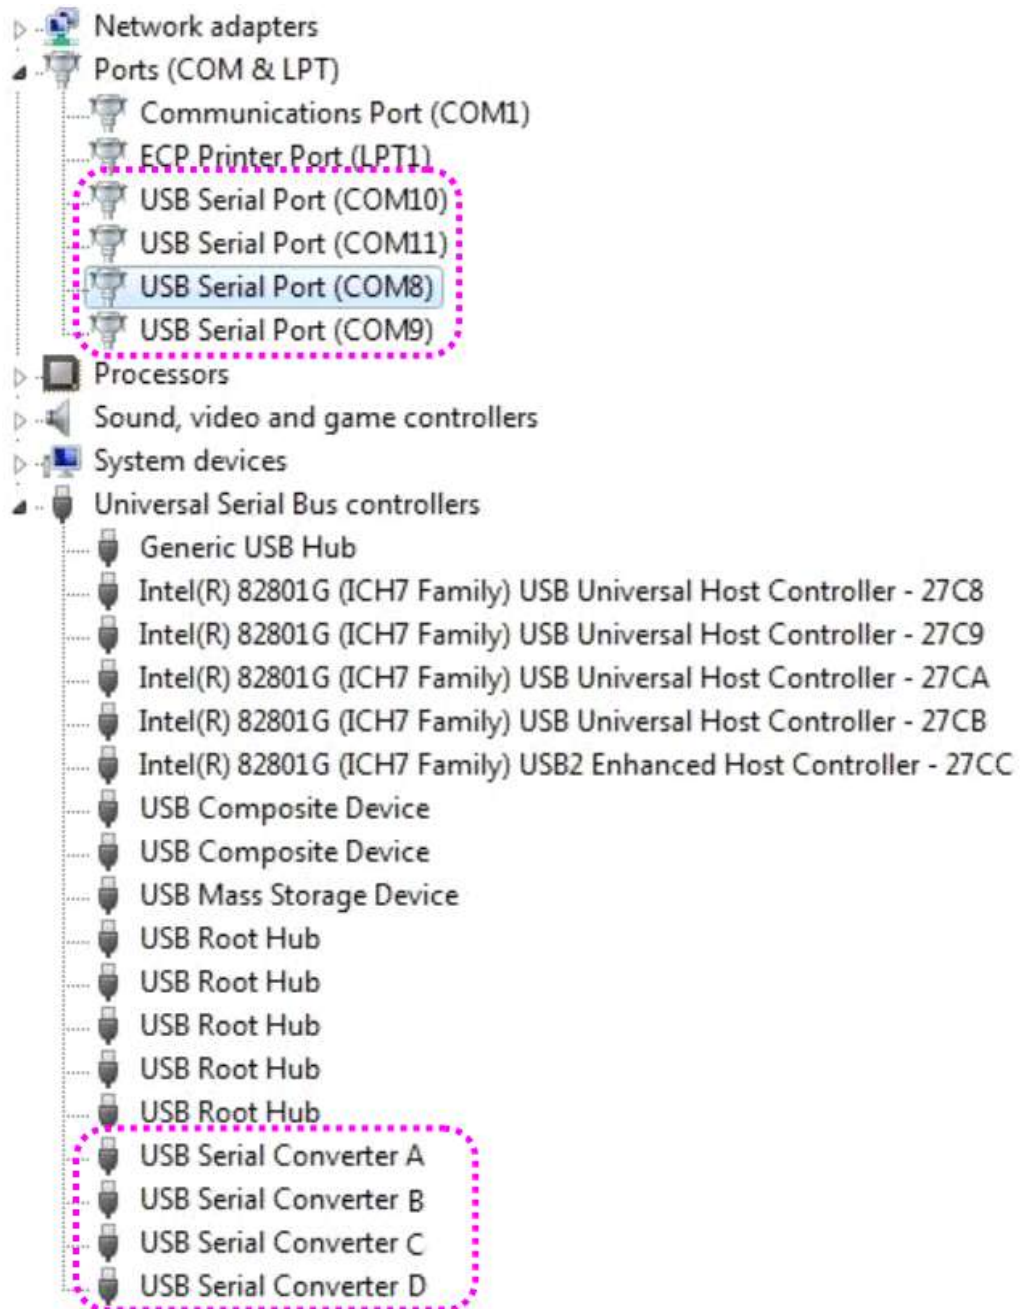 Network adapters
Ports (COM & LPT)
Communications Port (COM1)
ECP Printer Port (LPT1)
USB Serial Port (COM10)
USB Serial Port (COM11)
USB Serial Port (COM8)
USB Serial Port (COM9)
Processors
Sound, video and game controllers
System devices
Universal Serial Bus controllers
Generic USB Hub
Intel(R) 82801G (ICH7 Family) USB Universal Host Controller - 27C8
Intel(R) 82801G (ICH7 Family) USB Universal Host Controller - 27C9
Intel(R) 82801G (ICH7 Family) USB Universal Host Controller - 27CA
Intel(R) 82801G (ICH7 Family) USB Universal Host Controller - 27CB
Intel(R) 82801G (ICH7 Family) USB2 Enhanced Host Controller - 27CC
USB Composite Device
USB Composite Device
USB Mass Storage Device
USB Root Hub
USB Root Hub
USB Root Hub
USB Root Hub
USB Root Hub
USB Serial Converter A
USB Serial Converter B
USB Serial Converter C
USB Serial Converter D